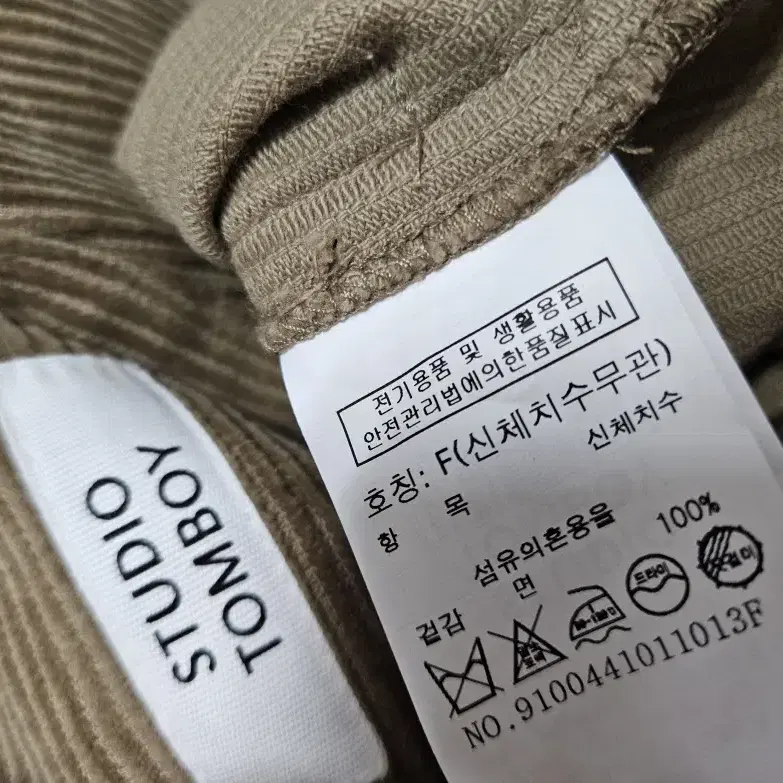 STUDIO
TOMBOY
전기용품 및 생활용품
안전관리법에의한품질표시
호칭: F(신체치수무관)
항 목 신체치수
섬유의혼용율
겉감 면 100%
드라이
NO.9100441011013F